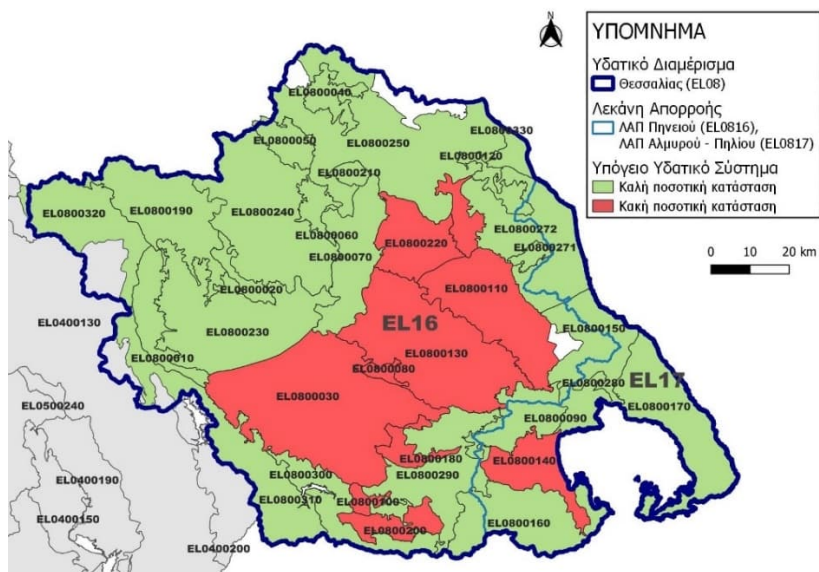 N
ΥΠΟΜΝΗΜΑ
Υδατικό Διαμέρισμα
Θεσσαλίας (EL08)
Λεκάνη Απορροής
ΛΑΠ Πηνειού (EL0816),
ΛΑΠ Αλμυρού - Πηλίου (EL0817)
Υπόγειο Υδατικό Σύστημα
Καλή ποσοτική κατάσταση
Κακή ποσοτική κατάσταση
0 10 20 km
EL0800040
EL0800330
EL0800050
EL0800250
EL0800120
EL0800210
EL0800320
EL0800190
EL0800240
EL0800272
EL0800060
EL0800220
EL0800271
EL0800070
EL0800020
EL0800110
EL0400130
EL16
EL0800230
EL0800150
EL0800010
EL0800130
EL0800080
EL0800280
EL17
EL0500240
EL0800030
EL0800170
EL0800090
EL0800180
EL0800140
EL0400190
EL0800300
EL0800290
EL0800310
EL0800100
EL0400150
EL0800160
EL0800200
EL0400200